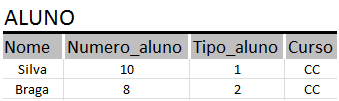 ALUNO
Nome Numero_aluno Tipo_aluno Curso
Silva 10 1 CC
Braga 8 2 CC